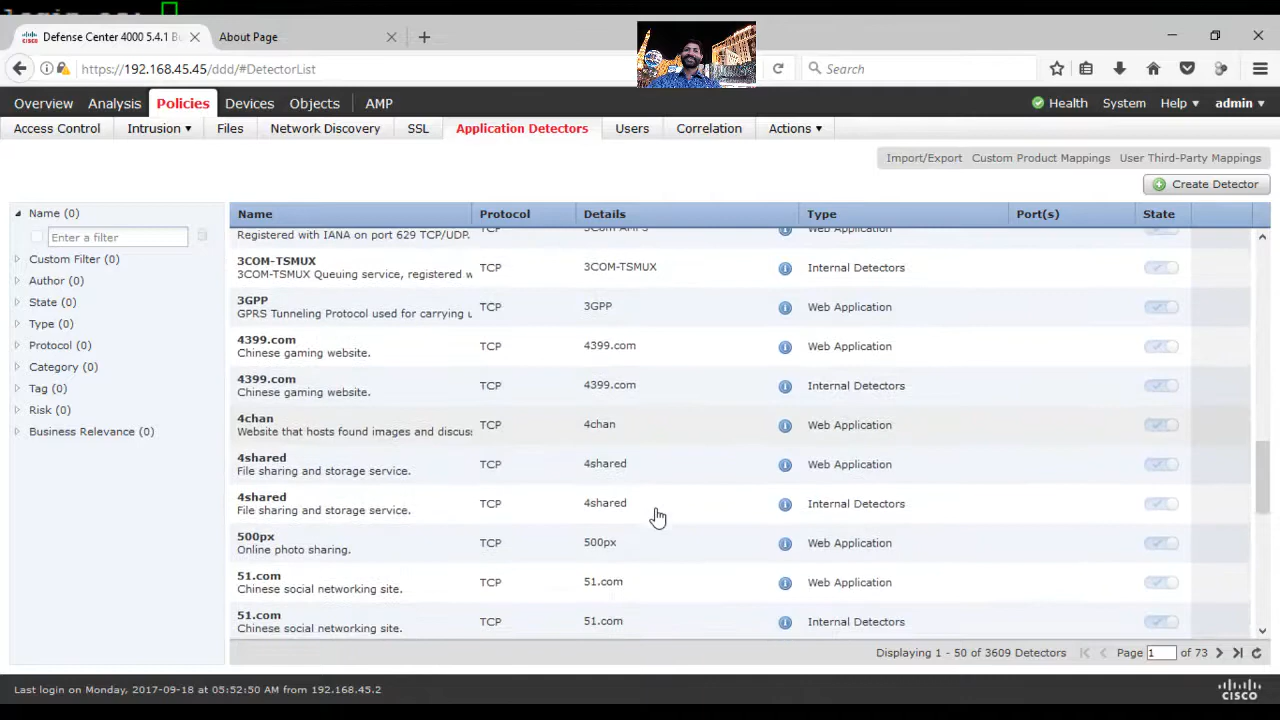 Defense Center 4000 5.4.1
About Page
https://192.168.45.45/ddd/#DetectorList
Search
Overview Analysis Policies Devices Objects AMP
Health System Help admin
Access Control Intrusion Files Network Discovery SSL Application Detectors Users Correlation Actions
Import/Export Custom Product Mappings User Third-Party Mappings
Create Detector
Name (0)
Enter a filter
Custom Filter (0)
Author (0)
State (0)
Type (0)
Protocol (0)
Category (0)
Tag (0)
Risk (0)
Business Relevance (0)
Name Protocol Details Type Port(s) State
Registered with IANA on port 629 TCP/UDP. TCP Web Application
3COM-TSMUX TCP 3COM-TSMUX Internal Detectors
3COM-TSMUX Queuing service, registered w
3GPP TCP 3GPP Web Application
GPRS Tunneling Protocol used for carrying u
4399.com TCP 4399.com Web Application
Chinese gaming website.
4399.com TCP 4399.com Internal Detectors
Chinese gaming website.
4chan TCP 4chan Web Application
Website that hosts found images and discus
4shared TCP 4shared Web Application
File sharing and storage service.
4shared TCP 4shared Internal Detectors
File sharing and storage service.
500px TCP 500px Web Application
Online photo sharing.
51.com TCP 51.com Web Application
Chinese social networking site.
51.com TCP 51.com Internal Detectors
Chinese social networking site.
Displaying 1 - 50 of 3609 Detectors Page 1 of 73
Last login on Monday, 2017-09-18 at 05:52:50 AM from 192.168.45.2
CISCO